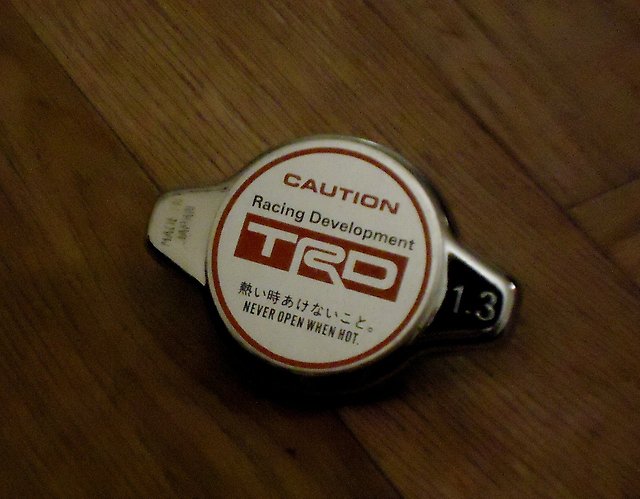 CAUTION
Racing Development
TRD
熱い時あけないこと。
NEVER OPEN WHEN HOT.
1.3